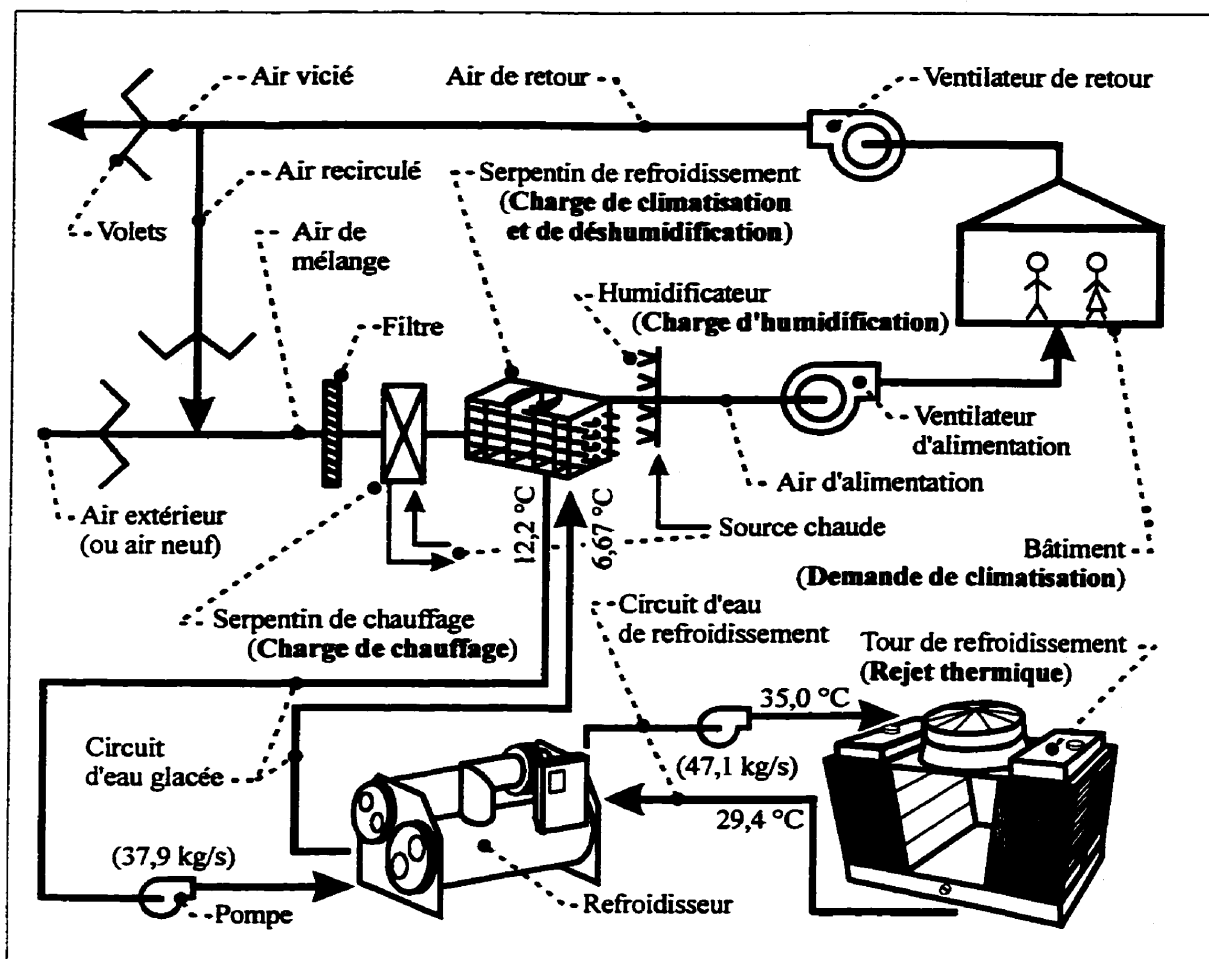 Air vicié
Air de retour
Ventilateur de retour
Air recirculé
Serpentin de refroidissement
(Charge de climatisation
et de déshumidification)
Volets
Air de
mélange
Humidificateur
(Charge d'humidification)
Filtre
Ventilateur
d'alimentation
Air d'alimentation
Air extérieur
(ou air neuf)
12,2 °C
6,67 °C
Source chaude
Bâtiment
(Demande de climatisation)
Serpentin de chauffage
(Charge de chauffage)
Circuit d'eau
de refroidissement
Tour de refroidissement
(Rejet thermique)
35,0 °C
Circuit
d'eau glacée
(47,1 kg/s)
29,4 °C
(37,9 kg/s)
Pompe
Refroidisseur